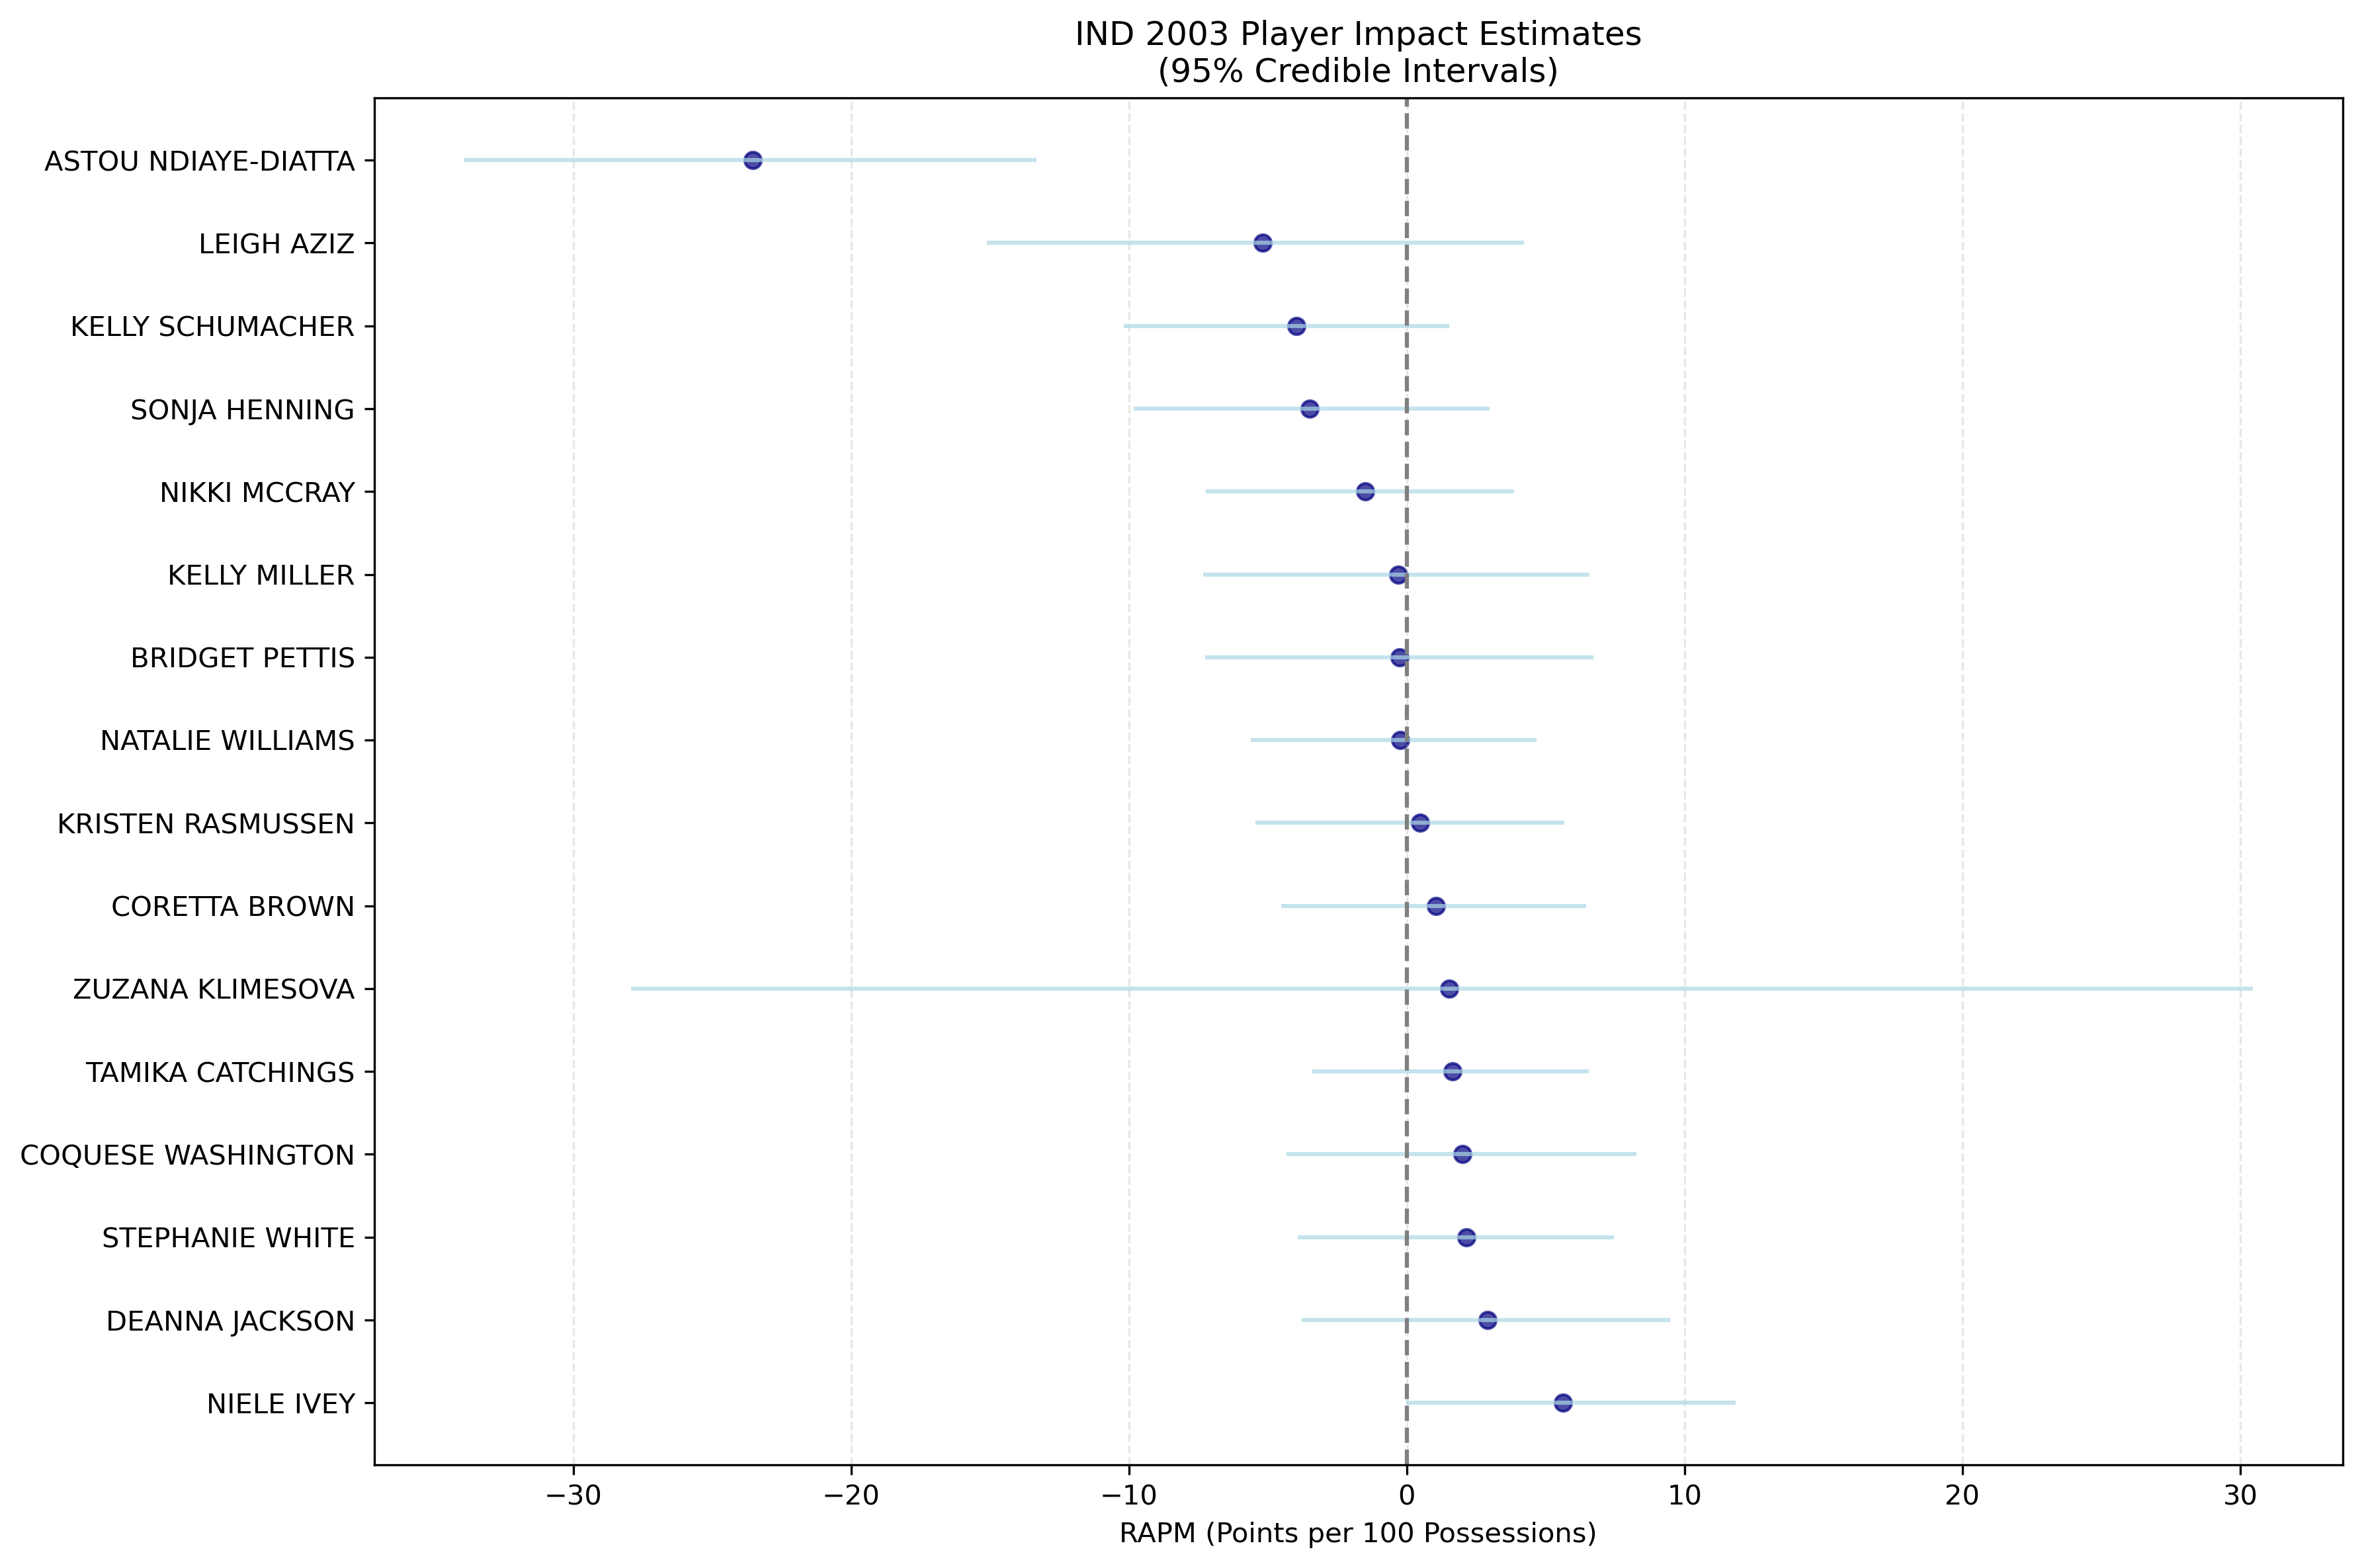 IND 2003 Player Impact Estimates
(95% Credible Intervals)
ASTOU NDIAYE-DIATTA
LEIGH AZIZ
KELLY SCHUMACHER
SONJA HENNING
NIKKI MCCRAY
KELLY MILLER
BRIDGET PETTIS
NATALIE WILLIAMS
KRISTEN RASMUSSEN
CORETTA BROWN
ZUZANA KLIMESOVA
TAMIKA CATCHINGS
COQUESE WASHINGTON
STEPHANIE WHITE
DEANNA JACKSON
NIELE IVEY
−30 −20 −10 0 10 20 30
RAPM (Points per 100 Possessions)